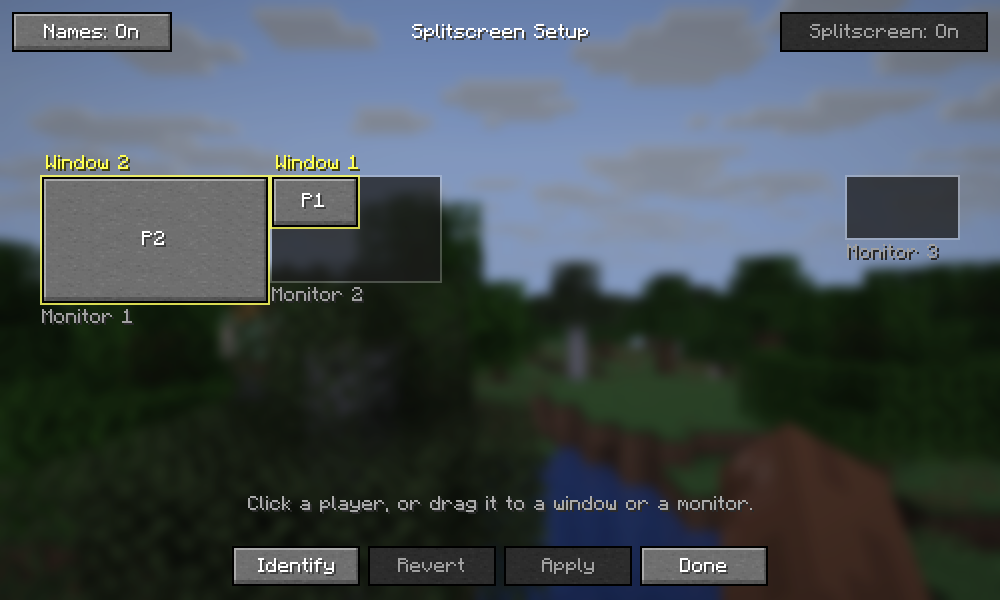 Names: On
Splitscreen Setup
Splitscreen: On
Window 2
Window 1
P1
P2
Monitor 3
Monitor 2
Monitor 1
Click a player, or drag it to a window or a monitor.
Identify
Revert
Apply
Done